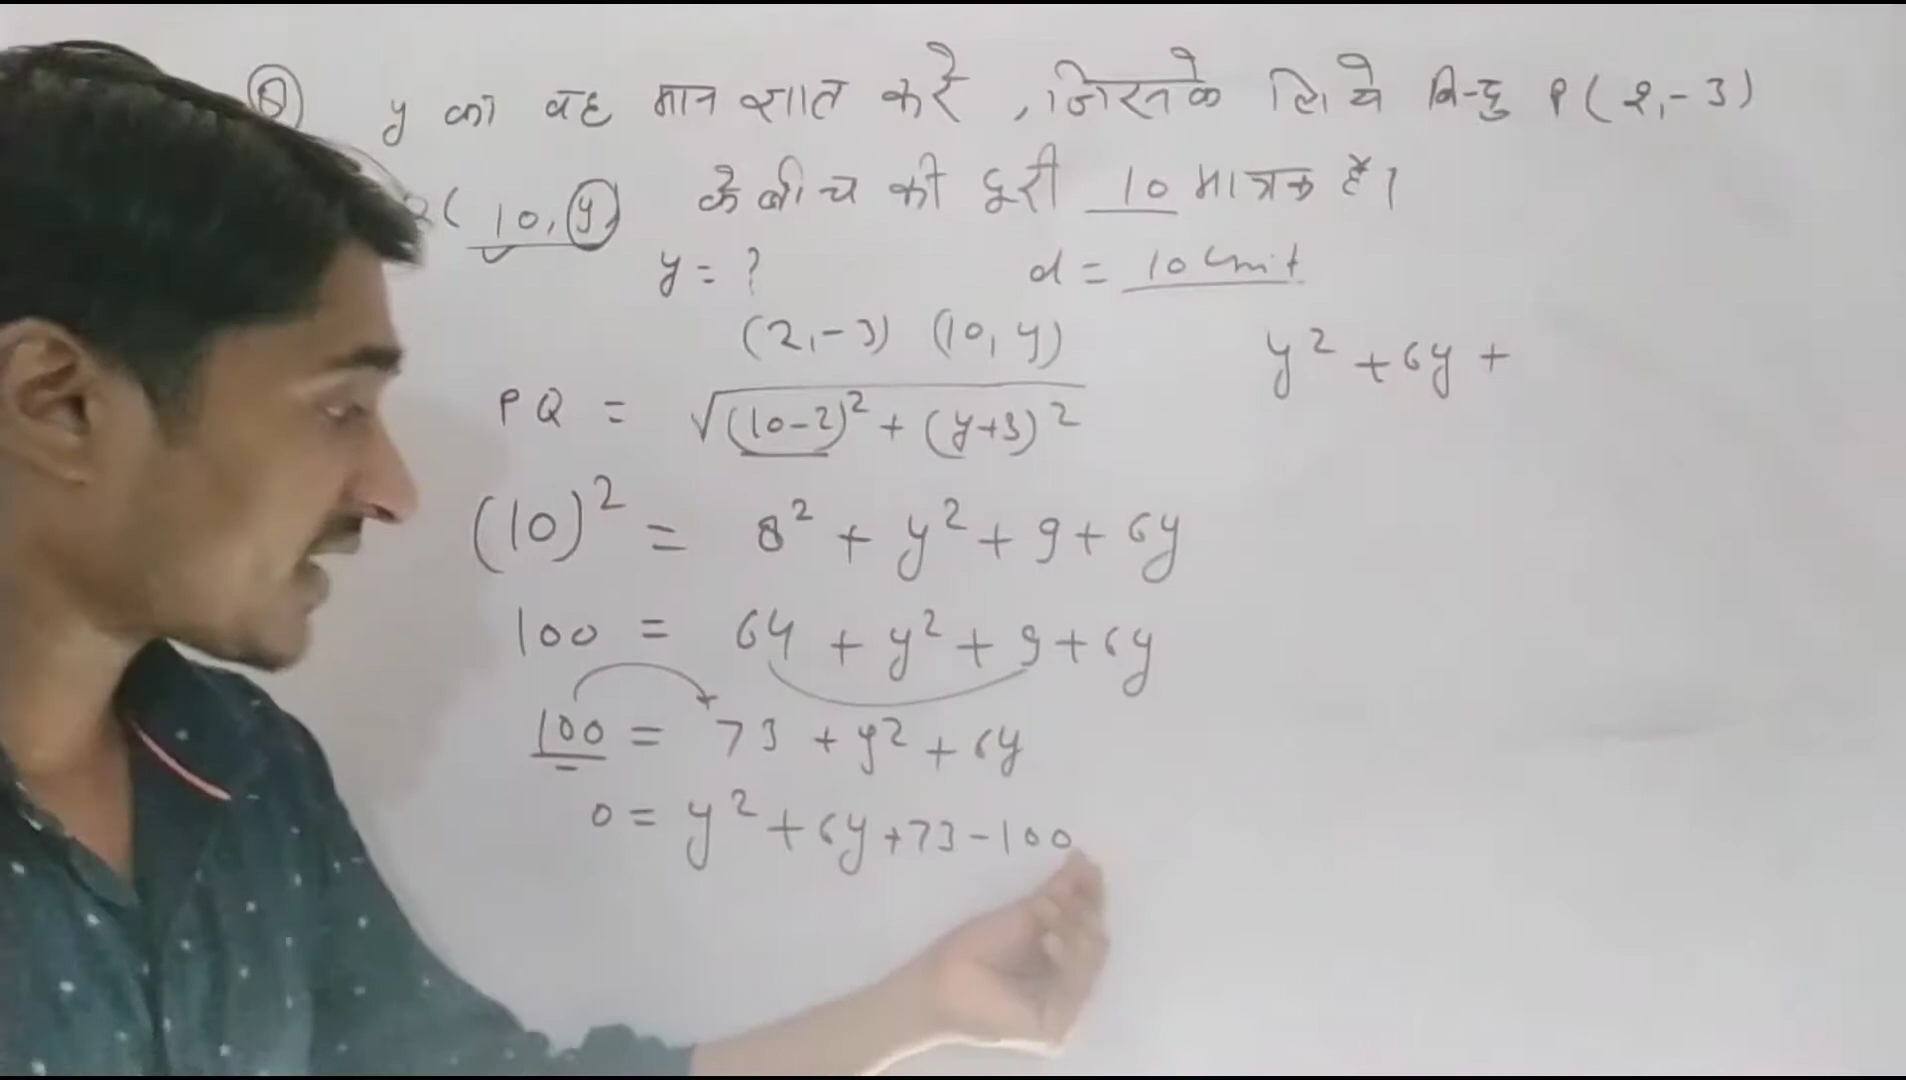 Q y का वह मान ज्ञात करे, जिसके लिये बिन्दु P(2,-3)
(10, y) के बीच की दूरी 10 मात्रक है।
y = ? d = 10 unit
(2,-3) (10, y) y² + 6y +
PQ = √(10-2)² + (y+3)²
(10)² = 8² + y² + 9 + 6y
100 = 64 + y² + 9 + 6y
100 = 73 + y² + 6y
0 = y² + 6y + 73 - 100